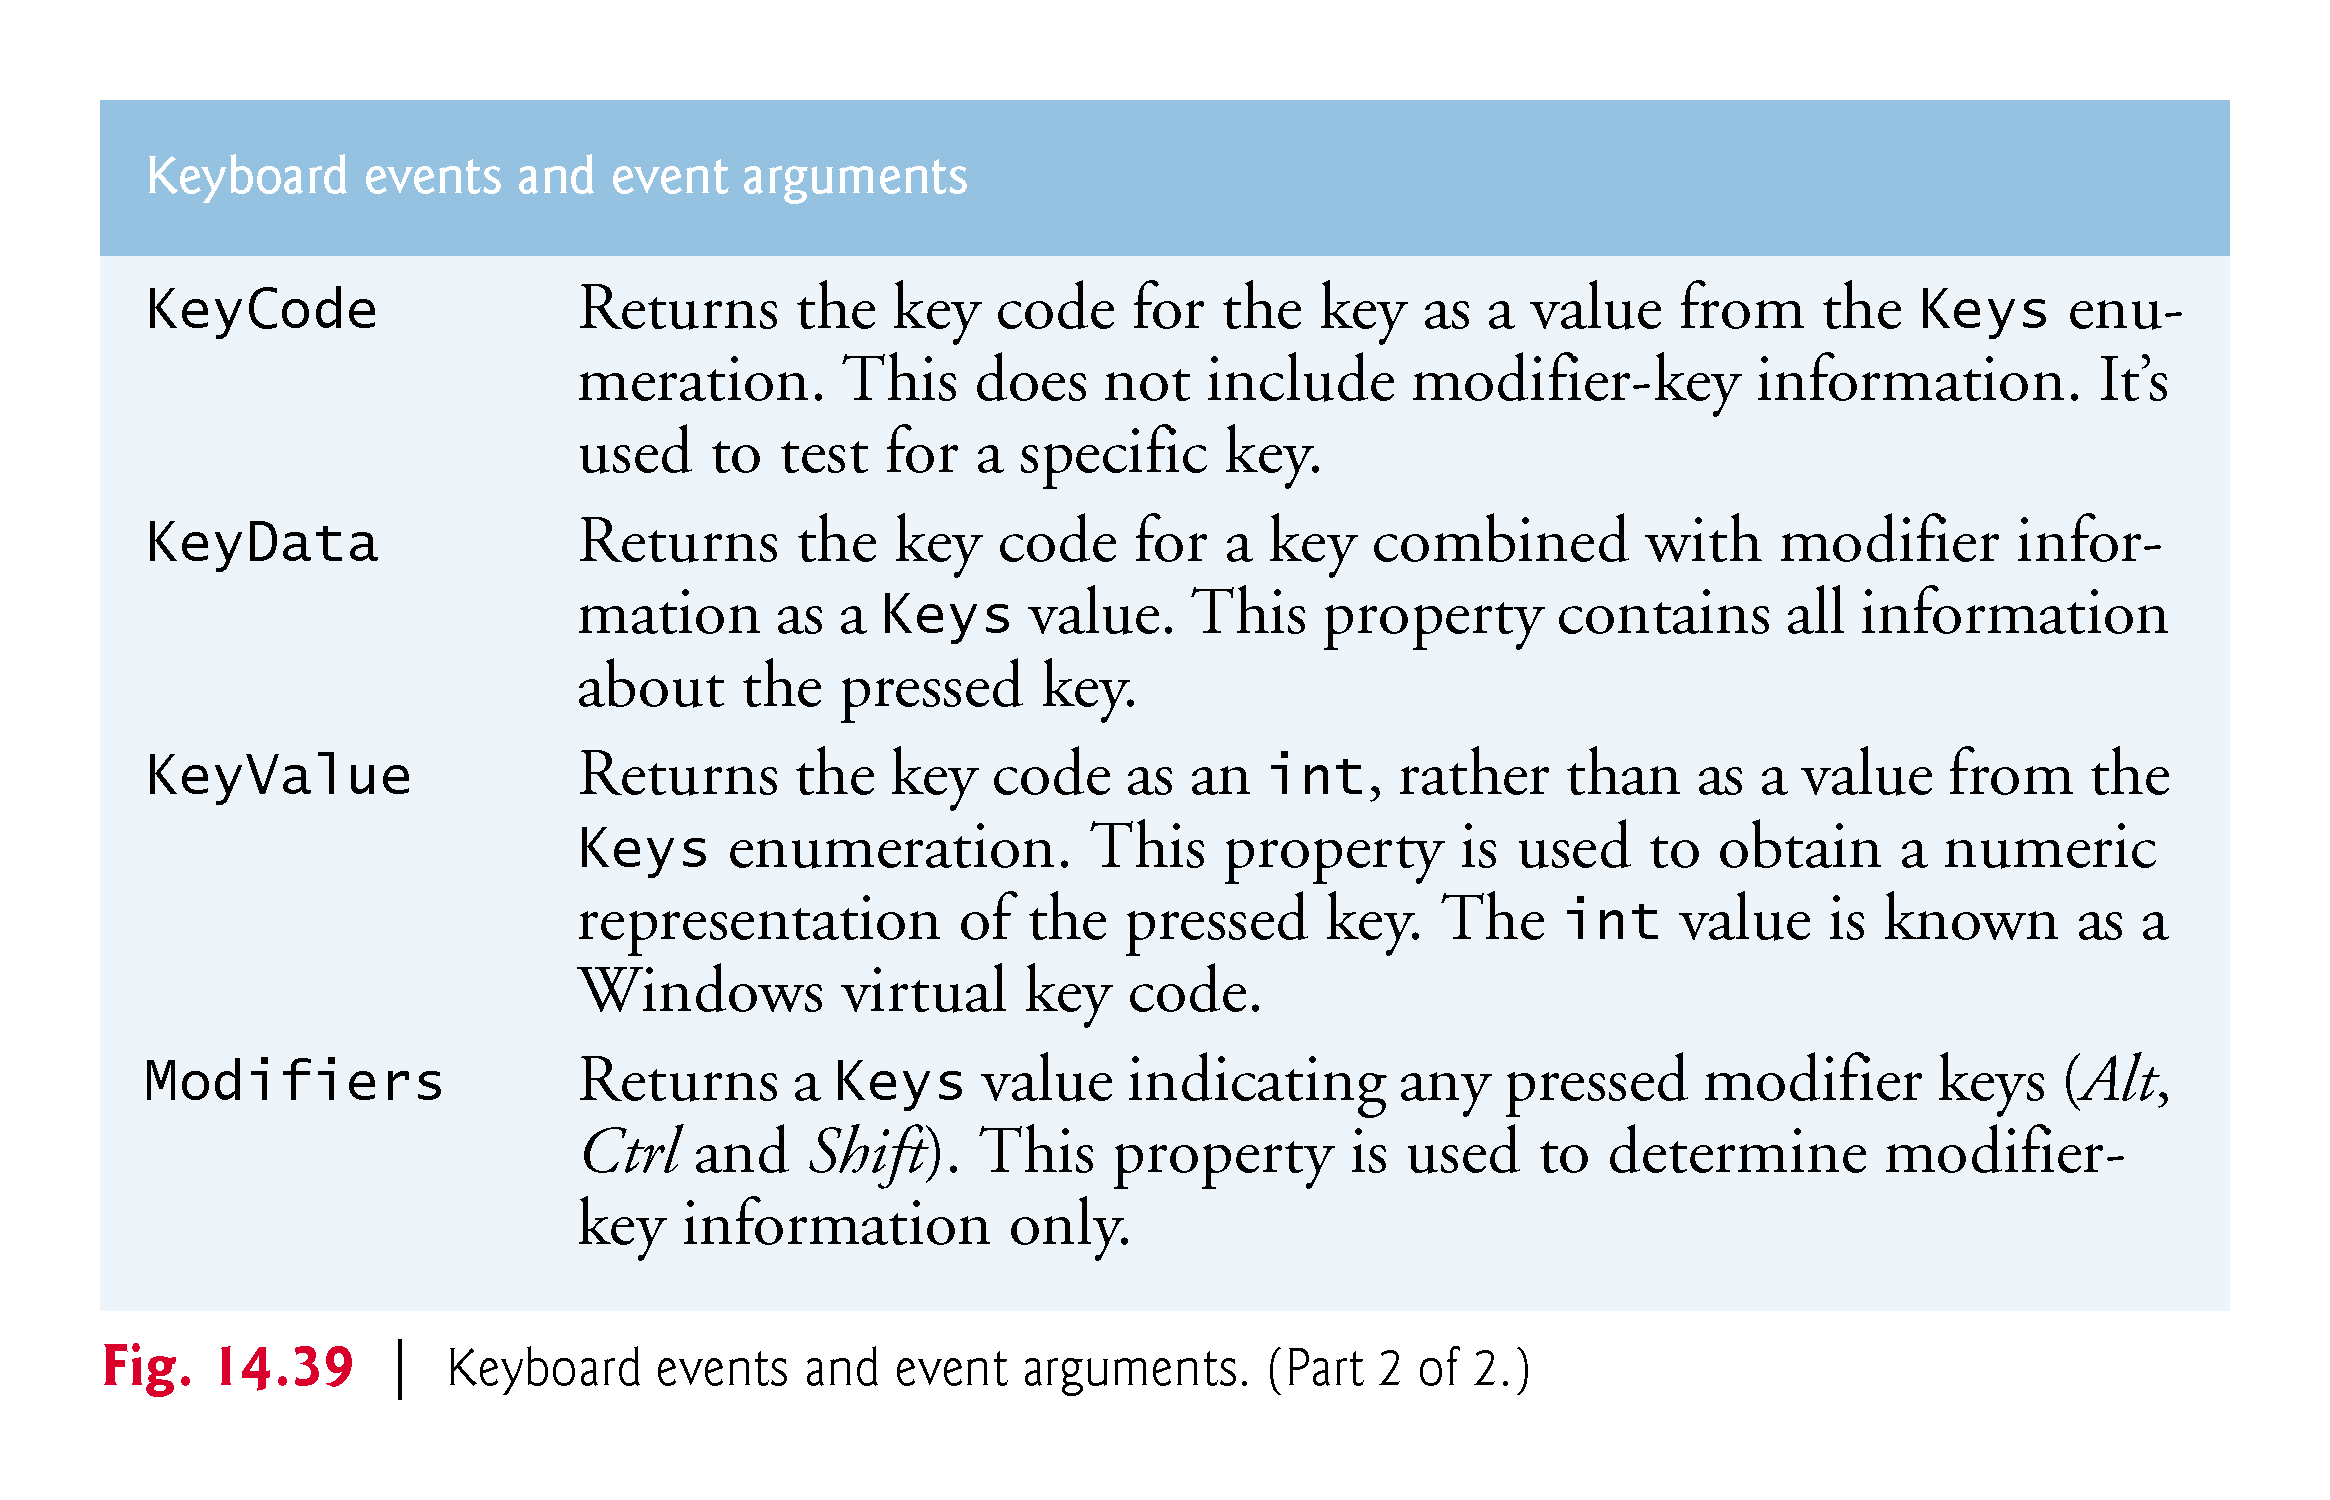 Keyboard events and event arguments
KeyCode Returns the key code for the key as a value from the Keys enu-
meration. This does not include modifier-key information. It’s
used to test for a specific key.
KeyData Returns the key code for a key combined with modifier infor-
mation as a Keys value. This property contains all information
about the pressed key.
KeyValue Returns the key code as an int, rather than as a value from the
Keys enumeration. This property is used to obtain a numeric
representation of the pressed key. The int value is known as a
Windows virtual key code.
Modifiers Returns a Keys value indicating any pressed modifier keys (Alt,
Ctrl and Shift). This property is used to determine modifier-
key information only.
Fig. 14.39 | Keyboard events and event arguments. (Part 2 of 2.)